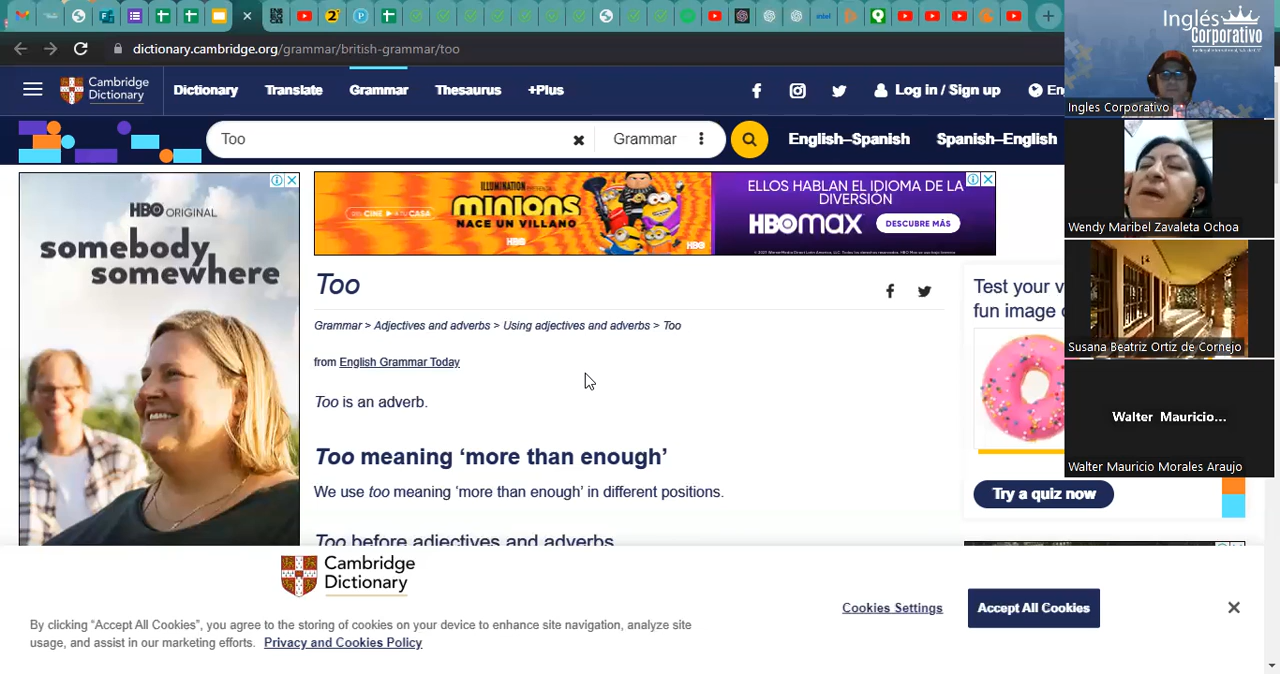 dictionary.cambridge.org/grammar/british-grammar/too
Cambridge
Dictionary
Dictionary
Translate
Grammar
Thesaurus
+Plus
Log in / Sign up
En
Too
Grammar
English–Spanish
Spanish–English
HBO ORIGINAL
somebody
somewhere
ILLUMINATION
MINIONS
NACE UN VILLANO
HBO
HBO
ELLOS HABLAN EL IDIOMA DE LA
DIVERSIÓN
HBOmax
DESCUBRE MÁS
Too
Grammar > Adjectives and adverbs > Using adjectives and adverbs > Too
from English Grammar Today
Too is an adverb.
Too meaning ‘more than enough’
We use too meaning ‘more than enough’ in different positions.
Too before adjectives and adverbs
Test your v
fun image
Try a quiz now
Inglés
Corporativo
Ingles Corporativo
Wendy Maribel Zavaleta Ochoa
Susana Beatriz Ortiz de Cornejo
Walter Mauricio...
Walter Mauricio Morales Araujo
Cambridge
Dictionary
By clicking “Accept All Cookies”, you agree to the storing of cookies on your device to enhance site navigation, analyze site
usage, and assist in our marketing efforts. Privacy and Cookies Policy
Cookies Settings
Accept All Cookies